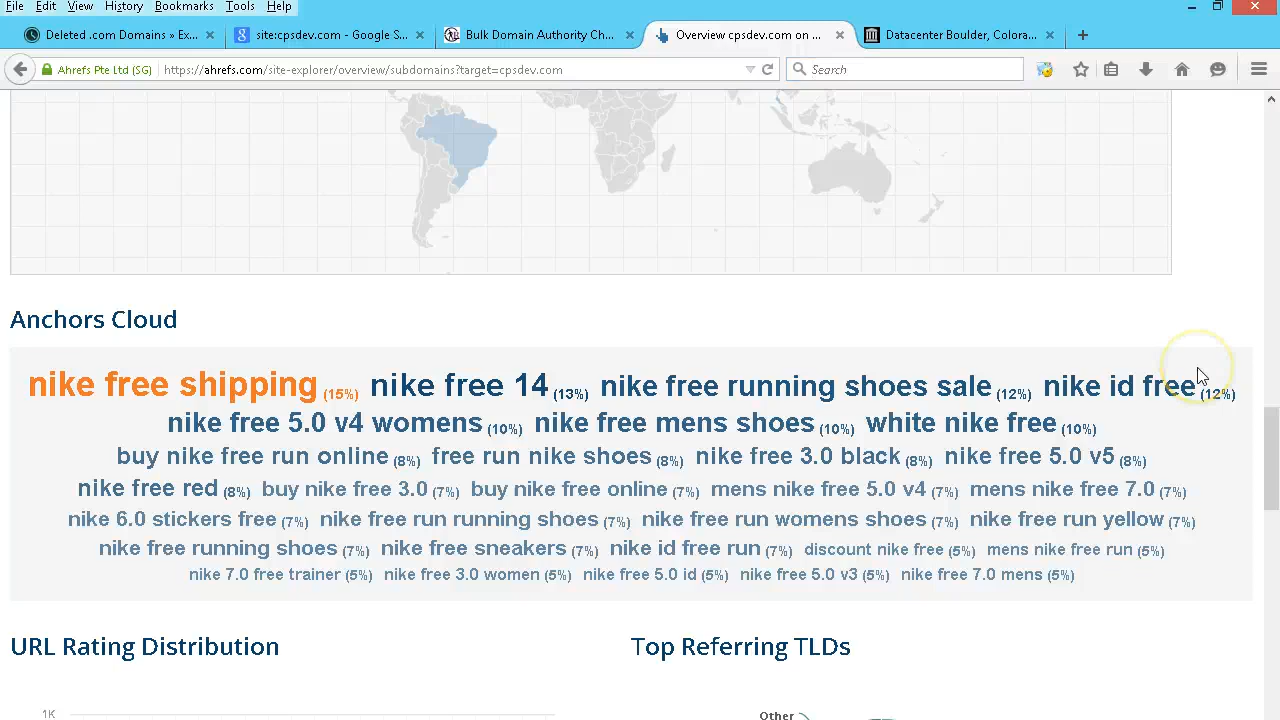 File Edit View History Bookmarks Tools Help
Deleted .com Domains » Ex... site:cpsdev.com - Google S... Bulk Domain Authority Ch... Overview cpsdev.com on ... Datacenter Boulder, Colora...
Ahrefs Pte Ltd (SG) https://ahrefs.com/site-explorer/overview/subdomains?target=cpsdev.com Search
Anchors Cloud
nike free shipping (15%) nike free 14 (13%) nike free running shoes sale (12%) nike id free (12%)
nike free 5.0 v4 womens (10%) nike free mens shoes (10%) white nike free (10%)
buy nike free run online (8%) free run nike shoes (8%) nike free 3.0 black (8%) nike free 5.0 v5 (8%)
nike free red (8%) buy nike free 3.0 (7%) buy nike free online (7%) mens nike free 5.0 v4 (7%) mens nike free 7.0 (7%)
nike 6.0 stickers free (7%) nike free run running shoes (7%) nike free run womens shoes (7%) nike free run yellow (7%)
nike free running shoes (7%) nike free sneakers (7%) nike id free run (7%) discount nike free (5%) mens nike free run (5%)
nike 7.0 free trainer (5%) nike free 3.0 women (5%) nike free 5.0 id (5%) nike free 5.0 v3 (5%) nike free 7.0 mens (5%)
URL Rating Distribution Top Referring TLDs
1K Other